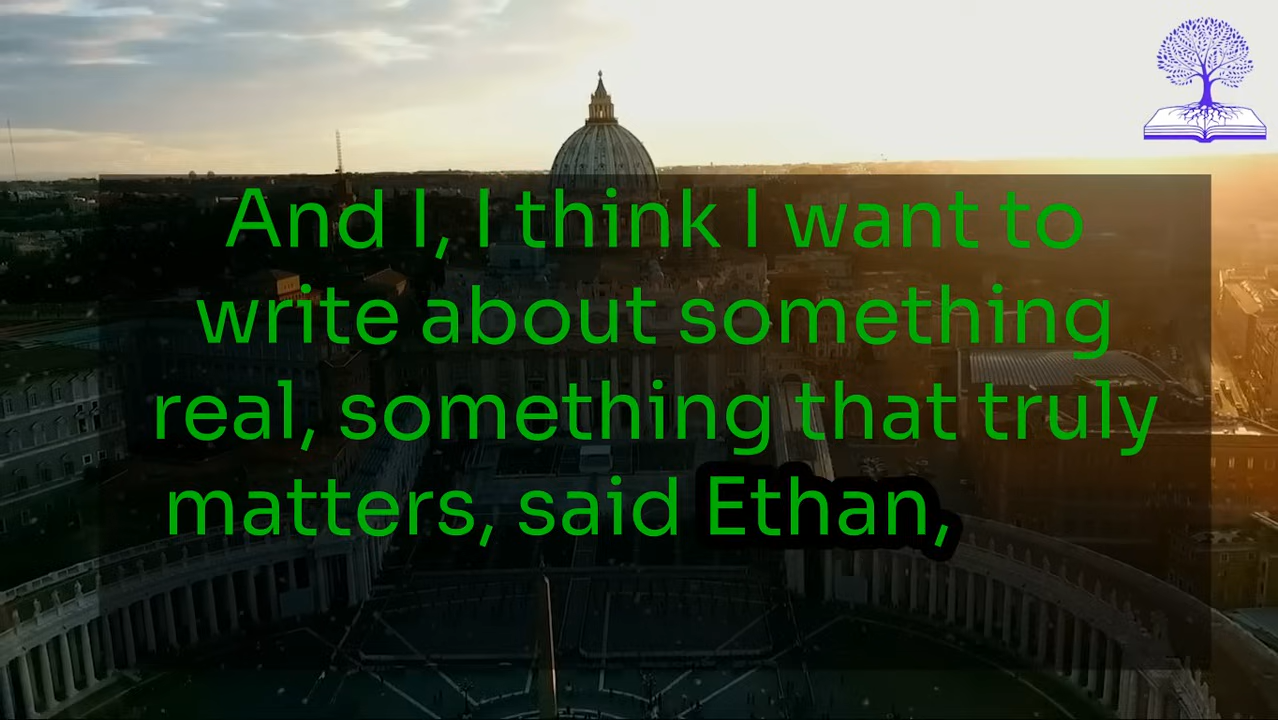 And I, I think I want to
write about something
real, something that truly
matters, said Ethan,